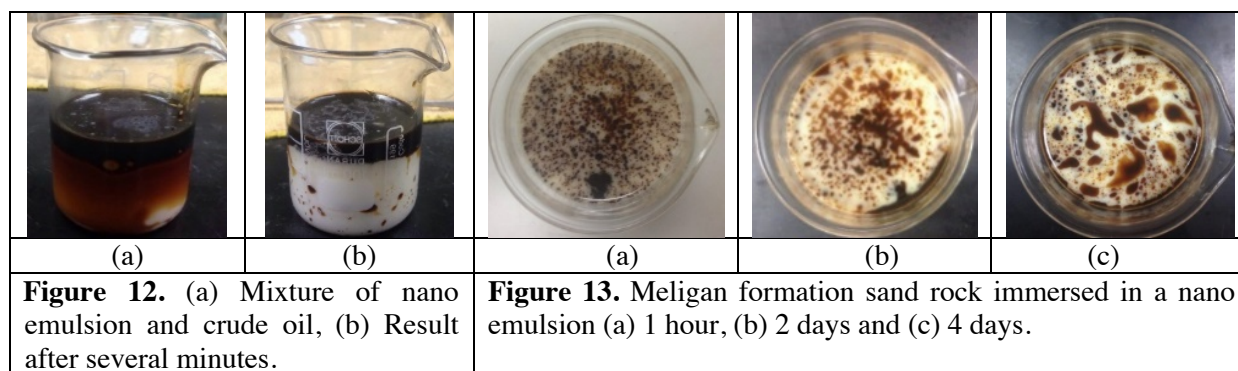 (a)
(b)
(a)
(b)
(c)
Figure 12. (a) Mixture of nano
emulsion and crude oil, (b) Result
after several minutes.
Figure 13. Meligan formation sand rock immersed in a nano
emulsion (a) 1 hour, (b) 2 days and (c) 4 days.